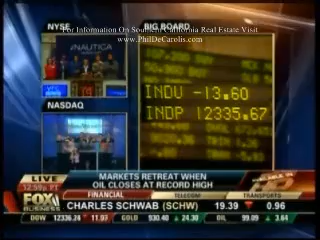 NYSE
BIG BOARD
For Information On Southern California Real Estate Visit
www.PhilDeCarolis.com
NAUTICA
INDU -13.60
INDP 12335.67
NASDAQ
LIVE
12:59p PT
MARKETS RETREAT WHEN
OIL CLOSES AT RECORD HIGH
FINANCIAL
TELECOM
TRANSPORTS
FOX
BUSINESS
CHARLES SCHWAB (SCHW) 19.39 0.96
DOW 12336.24 11.97 GOLD 930.40 24.30 OIL 99.09 3.64